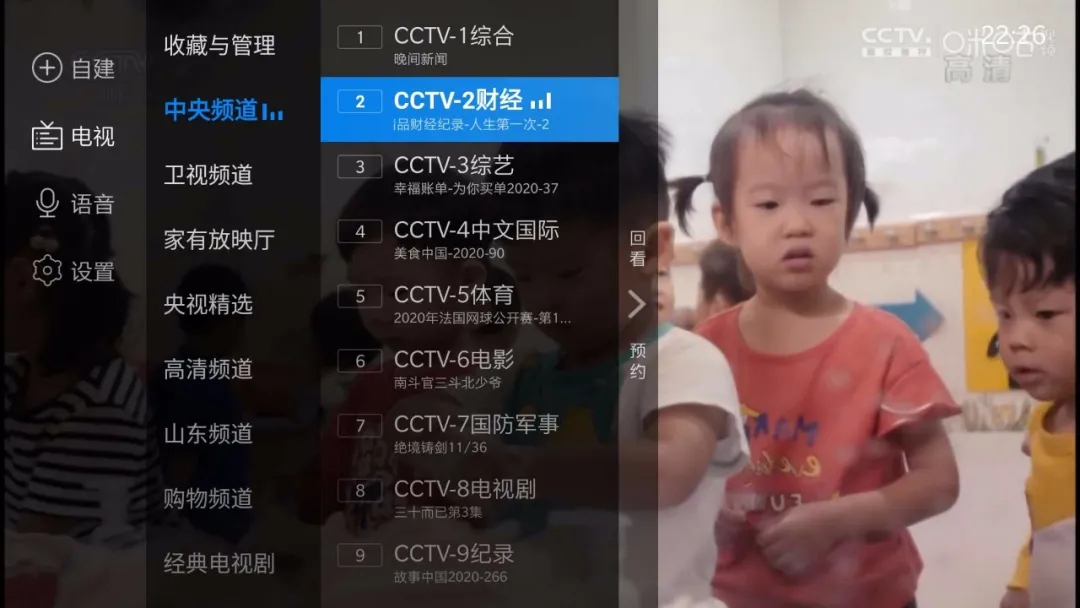 自建
电视
语音
设置
收藏与管理
中央频道
卫视频道
家有放映厅
央视精选
高清频道
山东频道
购物频道
经典电视剧
1 CCTV-1综合
晚间新闻
2 CCTV-2财经
品财经纪录-人生第一次-2
3 CCTV-3综艺
幸福账单-为你买单2020-37
4 CCTV-4中文国际
美食中国-2020-90
5 CCTV-5体育
2020年法国网球公开赛-第1...
6 CCTV-6电影
南斗官三斗北少爷
7 CCTV-7国防军事
绝境铸剑11/36
8 CCTV-8电视剧
三十而已第3集
9 CCTV-9纪录
故事中国2020-266
回看
预约
CCTV.
22:26
高清